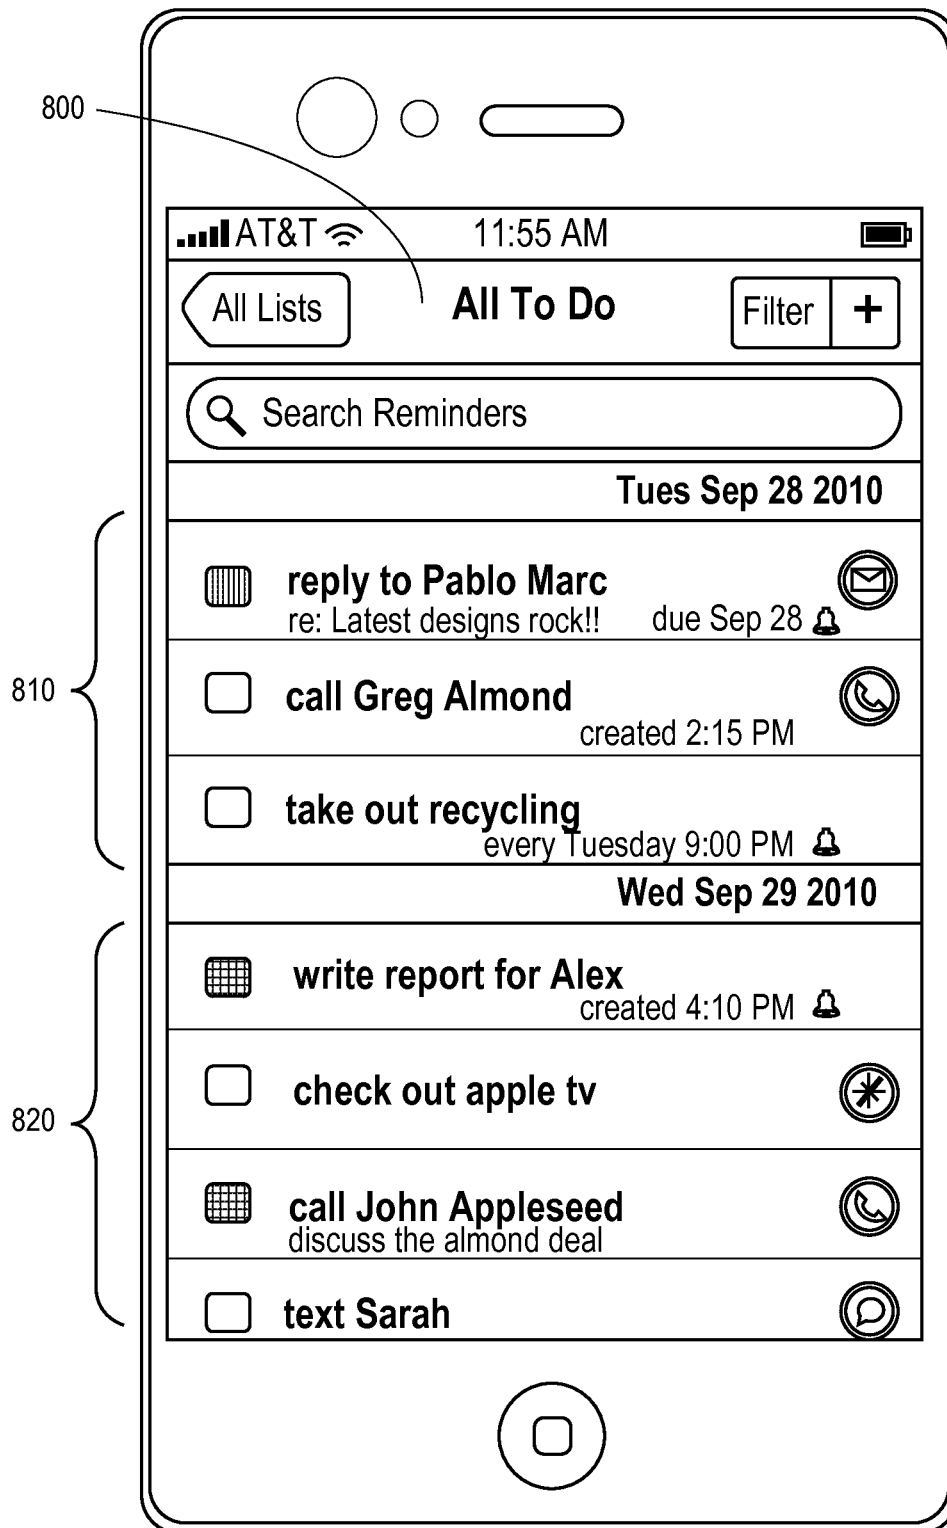 800
AT&T 11:55 AM
All Lists All To Do Filter +
Search Reminders
Tues Sep 28 2010
810
reply to Pablo Marc
re: Latest designs rock!! due Sep 28
call Greg Almond
created 2:15 PM
take out recycling
every Tuesday 9:00 PM
Wed Sep 29 2010
820
write report for Alex
created 4:10 PM
check out apple tv
call John Appleseed
discuss the almond deal
text Sarah